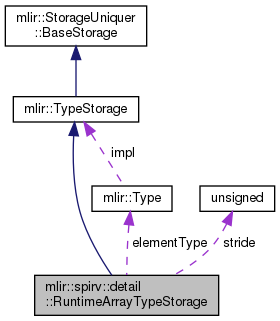 mlir::StorageUniquer
::BaseStorage
mlir::TypeStorage
impl
mlir::Type
unsigned
elementType
stride
mlir::spirv::detail
::RuntimeArrayTypeStorage